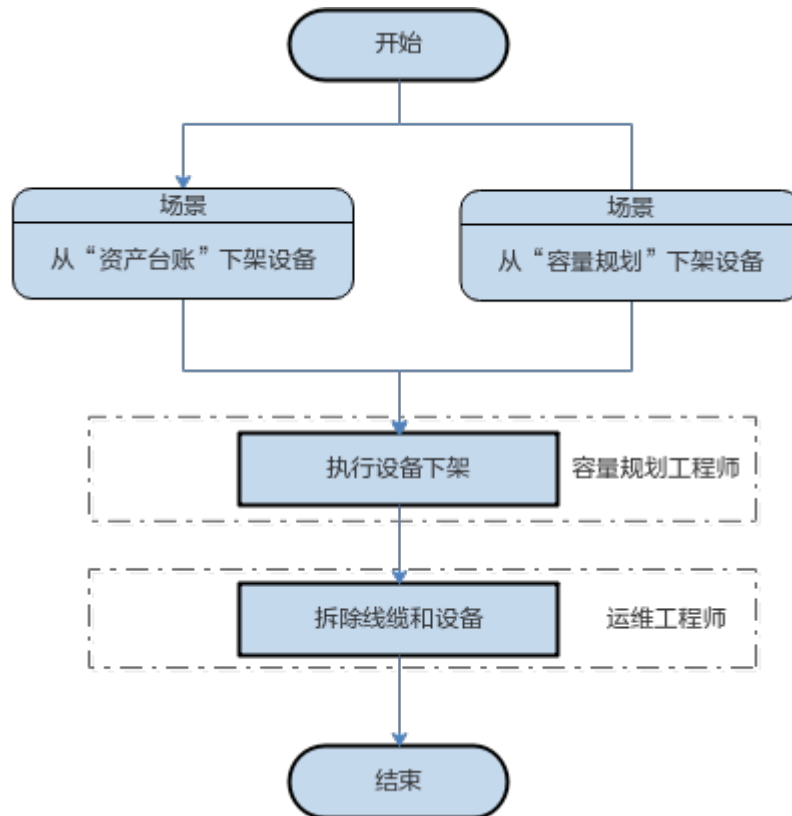 开始
场景
从“资产台账”下架设备
场景
从“容量规划”下架设备
执行设备下架
容量规划工程师
拆除线缆和设备
运维工程师
结束